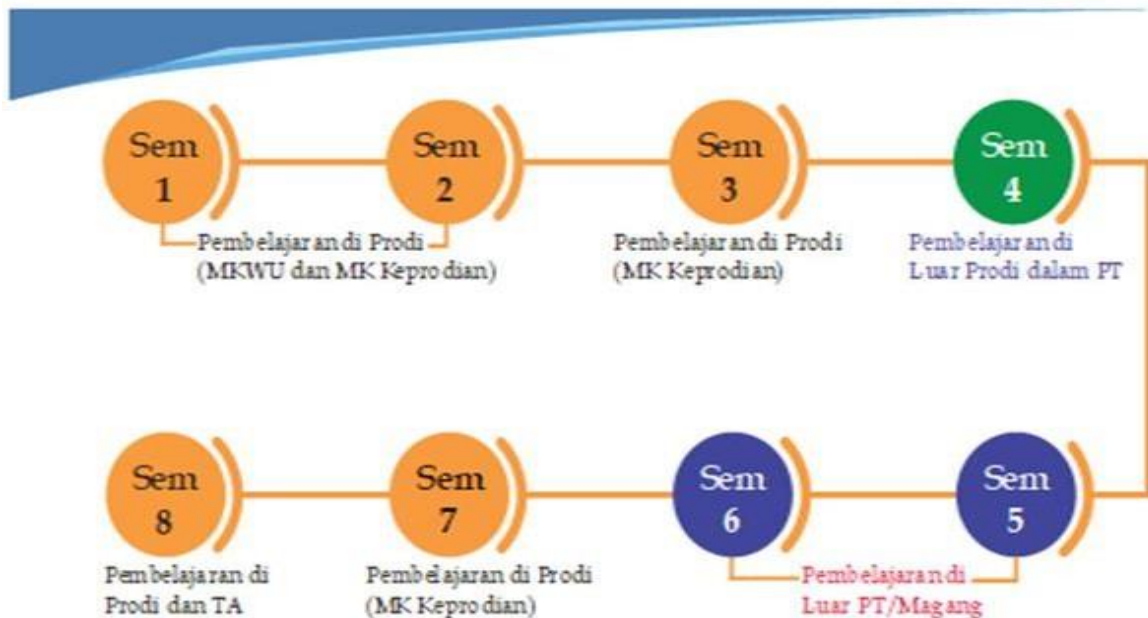 Sem
1
Sem
2
Sem
3
Sem
4
Pembelajaran di Prodi
(MKWU dan MK Keprodian)
Pembelajaran di Prodi
(MK Keprodian)
Pembelajaran di
Luar Prodi dalam PT
Sem
8
Sem
7
Sem
6
Sem
5
Pembelajaran di
Prodi dan TA
Pembelajaran di Prodi
(MK Keprodian)
Pembelajaran di
Luar PT/Magang